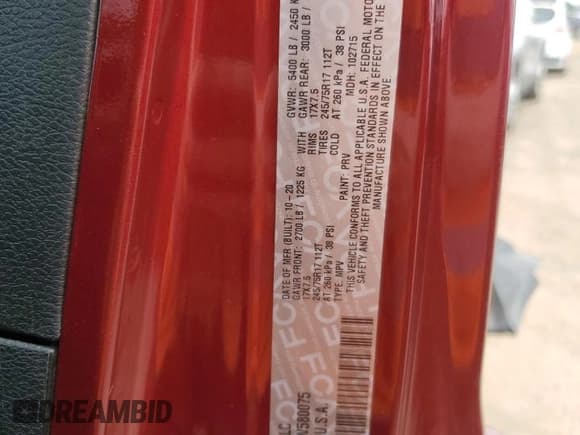 LC
DATE OF MFR (BUILT): 10-20 GVWR: 5400 LB / 2450 K
GAWR FRONT: 2700 LB / 1225 KG WITH GAWR REAR: 3000 LB /
17X7.5 RIMS 17X7.5
245/75R17 112T TIRES 245/75R17 112T
AT 260 kPa / 38 PSI COLD AT 260 kPa / 38 PSI
V580075 TYPE: MPV PAINT: PRV MDH: 102715
U.S.A. THIS VEHICLE CONFORMS TO ALL APPLICABLE U.S.A. FEDERAL MOTO
SAFETY AND THEFT PREVENTION STANDARDS IN EFFECT ON THE
MANUFACTURE SHOWN ABOVE.
DREAMBID